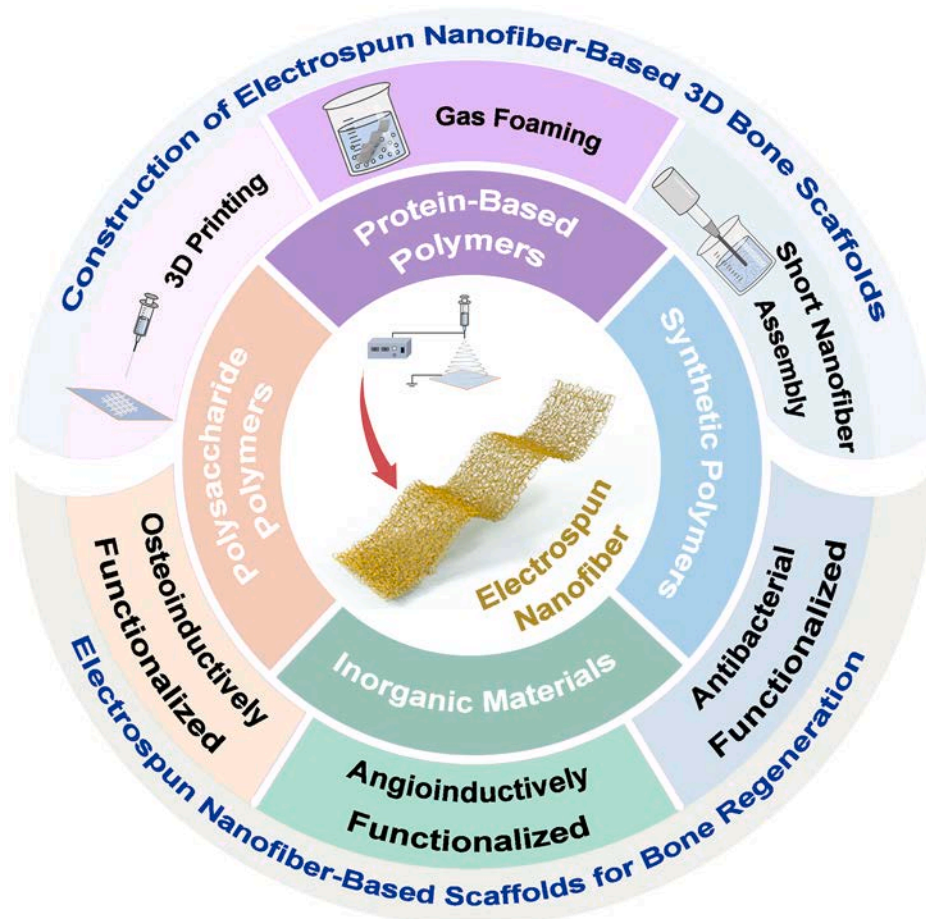 Construction of Electrospun Nanofiber-Based 3D Bone Scaffolds
3D Printing
Gas Foaming
Short Nanofiber
Assembly
Protein-Based
Polymers
Polysaccharide
Polymers
Synthetic Polymers
Inorganic Materials
Electrospun
Nanofiber
Osteoinductively
Functionalized
Angioinductively
Functionalized
Antibacterial
Functionalized
Electrospun Nanofiber-Based Scaffolds for Bone Regeneration